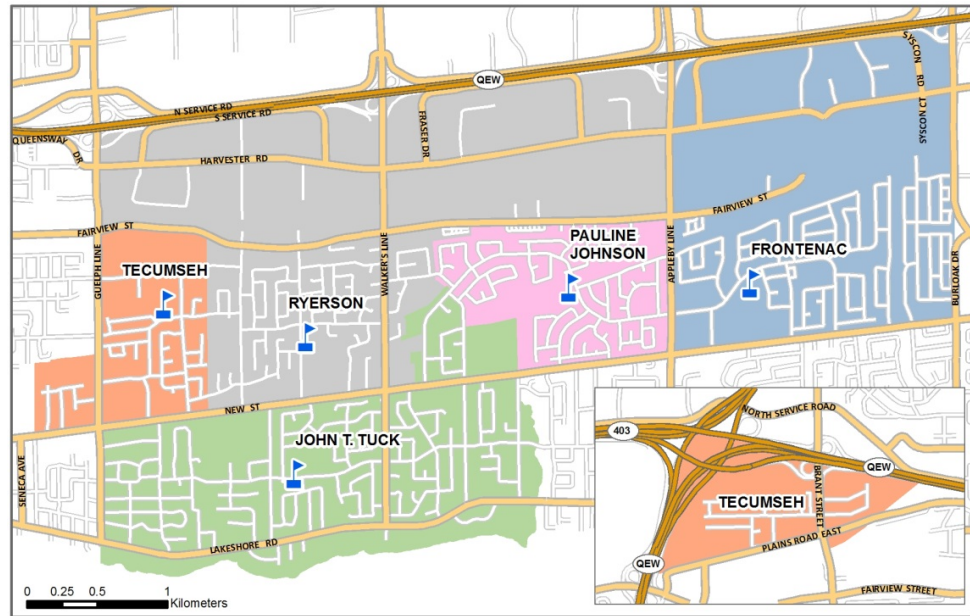 SYSCON RD
SYSCON CT
QEW
N SERVICE RD
S SERVICE RD
FRASER DR
QUEENSWAY DR
HARVESTER RD
FAIRVIEW ST
FAIRVIEW ST
GUELPH LINE
WALKER'S LINE
APPLEBY LINE
BURLOAK DR
TECUMSEH
RYERSON
PAULINE
JOHNSON
FRONTENAC
NEW ST
JOHN T. TUCK
SENECA AVE
LAKESHORE RD
0 0.25 0.5 1
Kilometers
NORTH SERVICE ROAD
403
QEW
BRANT STREET
TECUMSEH
PLAINS ROAD EAST
QEW
FAIRVIEW STREET